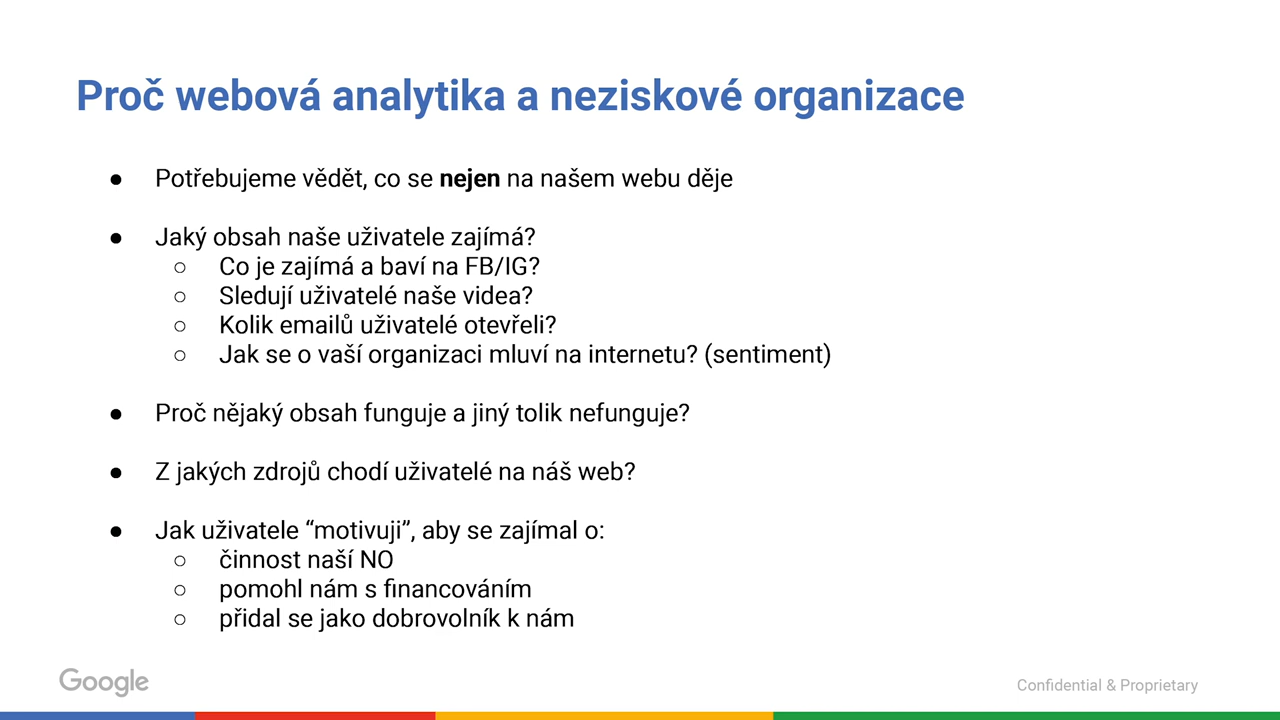 Proč webová analytika a neziskové organizace
● Potřebujeme vědět, co se nejen na našem webu děje
● Jaký obsah naše uživatele zajímá?
○ Co je zajímá a baví na FB/IG?
○ Sledují uživatelé naše videa?
○ Kolik emailů uživatelé otevřeli?
○ Jak se o vaší organizaci mluví na internetu? (sentiment)
● Proč nějaký obsah funguje a jiný tolik nefunguje?
● Z jakých zdrojů chodí uživatelé na náš web?
● Jak uživatele “motivuji”, aby se zajímal o:
○ činnost naší NO
○ pomohl nám s financováním
○ přidal se jako dobrovolník k nám
Google
Confidential & Proprietary